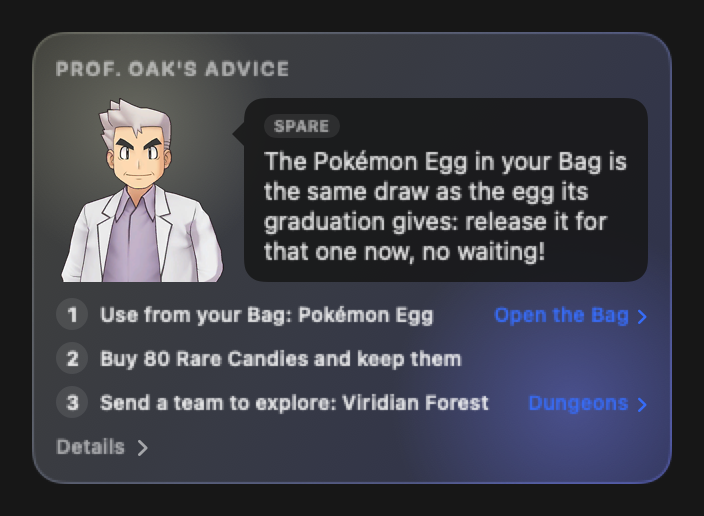 PROF. OAK'S ADVICE
SPARE
The Pokémon Egg in your Bag is
the same draw as the egg its
graduation gives: release it for
that one now, no waiting!
1 Use from your Bag: Pokémon Egg Open the Bag >
2 Buy 80 Rare Candies and keep them
3 Send a team to explore: Viridian Forest Dungeons >
Details >